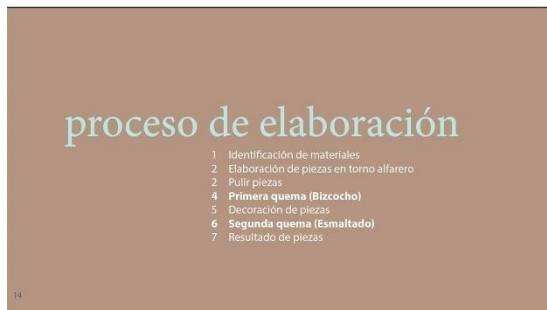 proceso de elaboración
1 Identificación de materiales
2 Elaboración de piezas en torno alfarero
2 Pulir piezas
4 Primera quema (Bizcocho)
5 Decoración de piezas
6 Segunda quema (Esmaltado)
7 Resultado de piezas
14